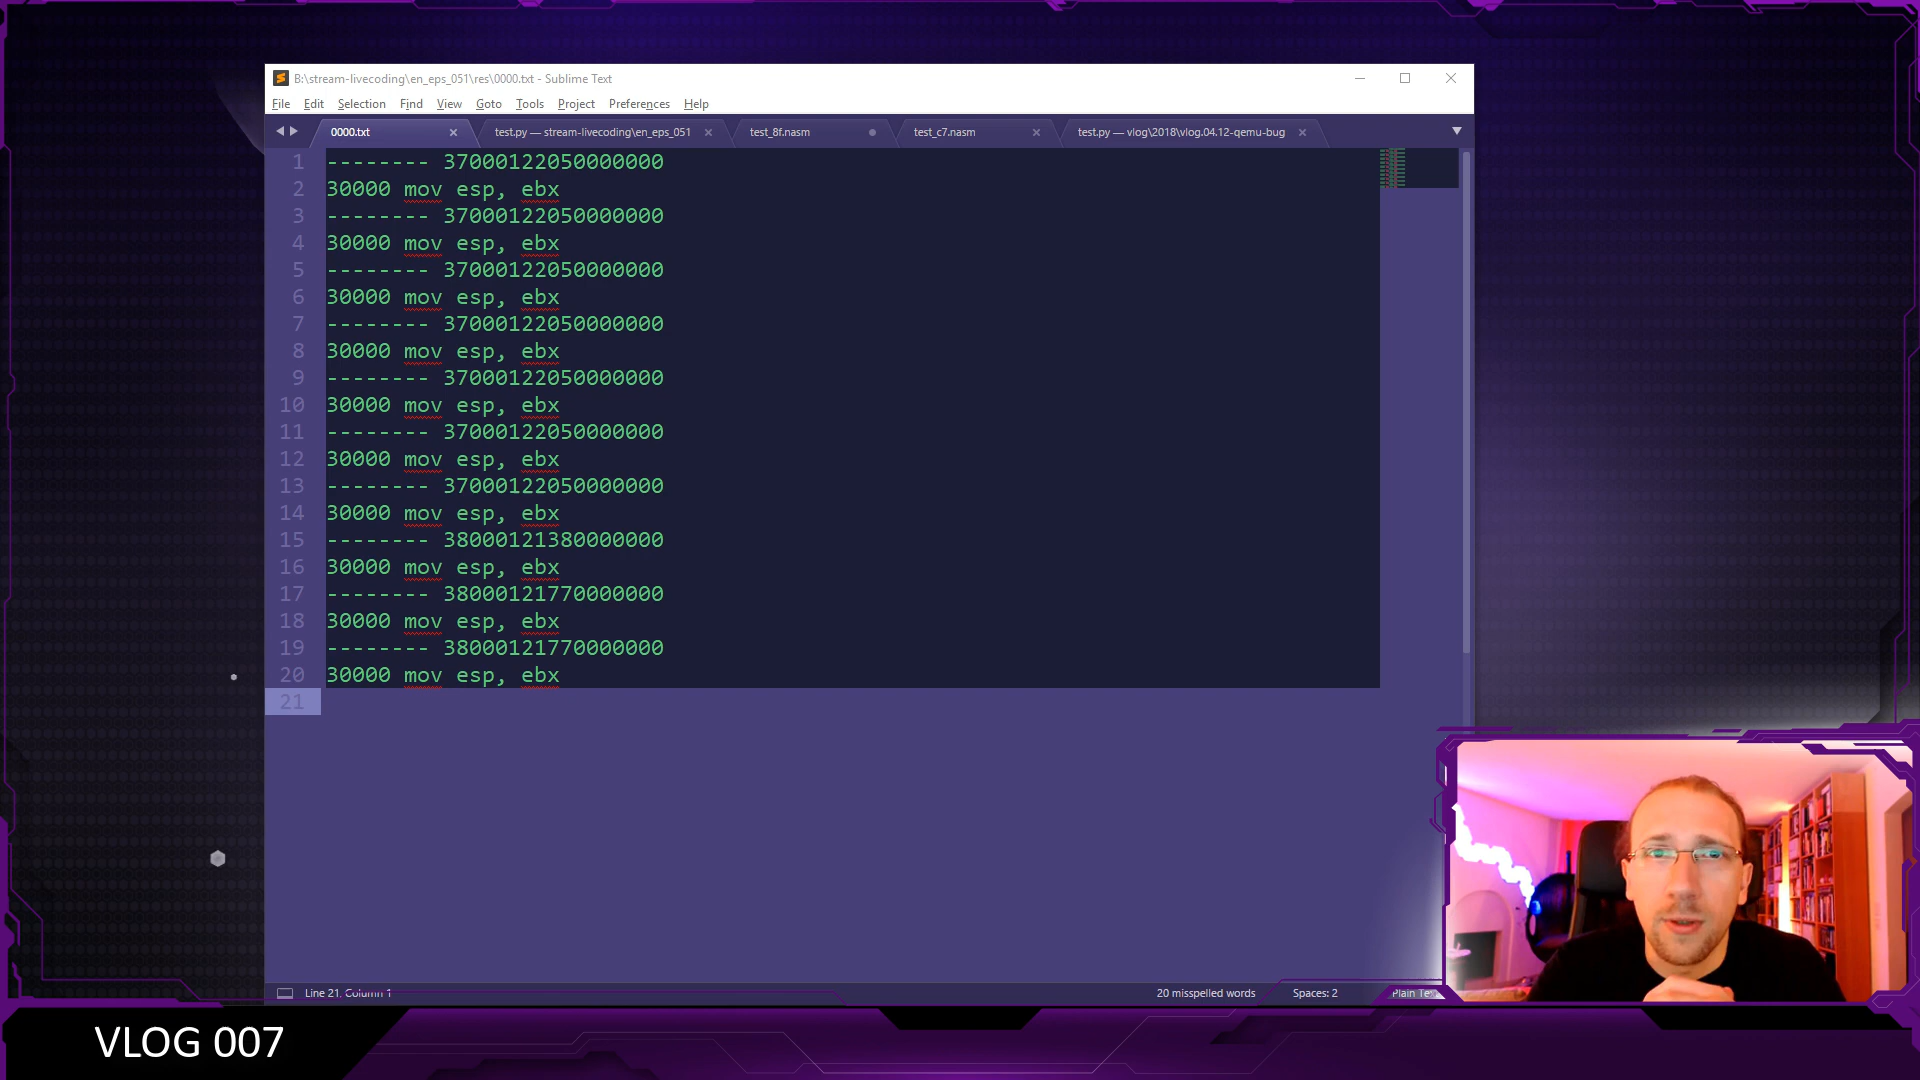 B:\stream-livecoding\en_eps_051\res\0000.txt - Sublime Text
File Edit Selection Find View Goto Tools Project Preferences Help
0000.txt test.py — stream-livecoding\en_eps_051 test_8f.nasm test_c7.nasm test.py — vlog\2018\vlog.04.12-qemu-bug
1 -------- 37000122050000000
2 30000 mov esp, ebx
3 -------- 37000122050000000
4 30000 mov esp, ebx
5 -------- 37000122050000000
6 30000 mov esp, ebx
7 -------- 37000122050000000
8 30000 mov esp, ebx
9 -------- 37000122050000000
10 30000 mov esp, ebx
11 -------- 37000122050000000
12 30000 mov esp, ebx
13 -------- 37000122050000000
14 30000 mov esp, ebx
15 -------- 38000121380000000
16 30000 mov esp, ebx
17 -------- 38000121770000000
18 30000 mov esp, ebx
19 -------- 38000121770000000
20 30000 mov esp, ebx
21
Line 21, Column 1 20 misspelled words Spaces: 2 Plain
VLOG 007